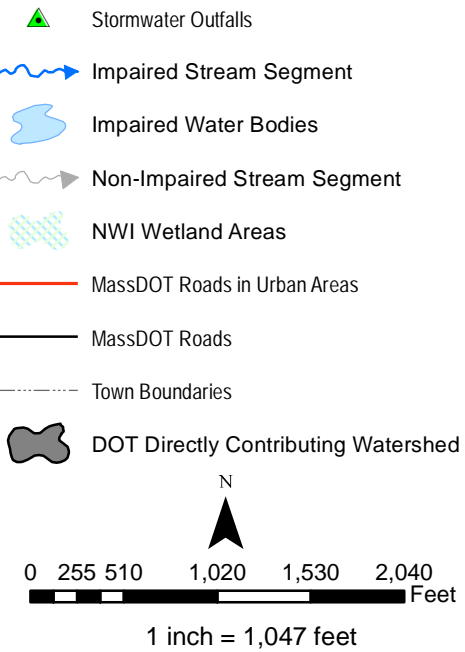 Stormwater Outfalls
Impaired Stream Segment
Impaired Water Bodies
Non-Impaired Stream Segment
NWI Wetland Areas
MassDOT Roads in Urban Areas
MassDOT Roads
Town Boundaries
DOT Directly Contributing Watershed
N
0 255 510 1,020 1,530 2,040
Feet
1 inch = 1,047 feet